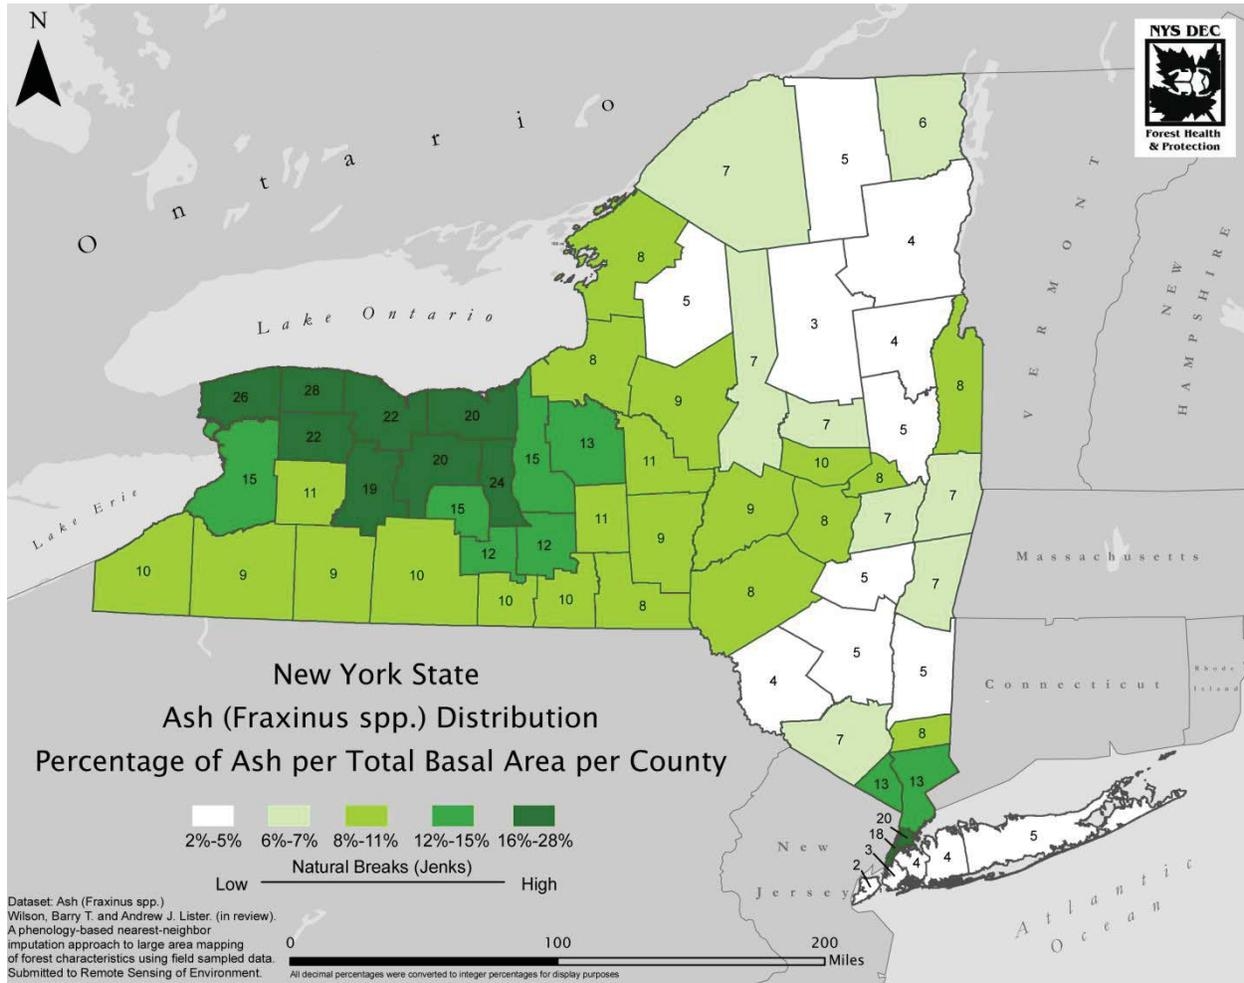 N
NYS DEC
Forest Health
& Protection
Ontario
Lake Ontario
Lake Erie
VERMONT
NEW
HAMPSHIRE
Massachusetts
Connecticut
Rhode
Island
New
Jersey
Atlantic
Ocean
6
7
5
4
8
5
3
4
7
8
8
9
7
5
26
28
22
20
22
20
15
13
11
10
8
7
15
11
19
24
15
11
9
9
8
7
12
12
5
7
10
9
9
10
10
10
8
8
5
5
4
7
8
13
13
20
18
3
2
4
4
5
New York State
Ash (Fraxinus spp.) Distribution
Percentage of Ash per Total Basal Area per County
2%-5% 6%-7% 8%-11% 12%-15% 16%-28%
Natural Breaks (Jenks)
Low High
Dataset: Ash (Fraxinus spp.)
Wilson, Barry T. and Andrew J. Lister. (in review).
A phenology-based nearest-neighbor
imputation approach to large area mapping
of forest characteristics using field sampled data.
Submitted to Remote Sensing of Environment.
0 100 200
Miles
All decimal percentages were converted to integer percentages for display purposes